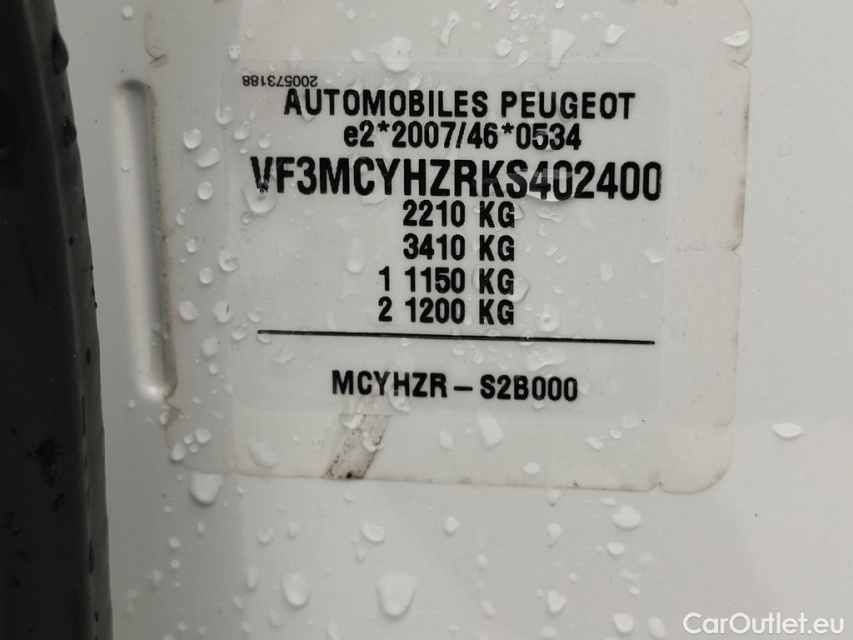 200573188
AUTOMOBILES PEUGEOT
e2*2007/46*0534
VF3MCYHZRKS402400
2210 KG
3410 KG
1 1150 KG
2 1200 KG
MCYHZR – S2B000
CarOutlet.eu